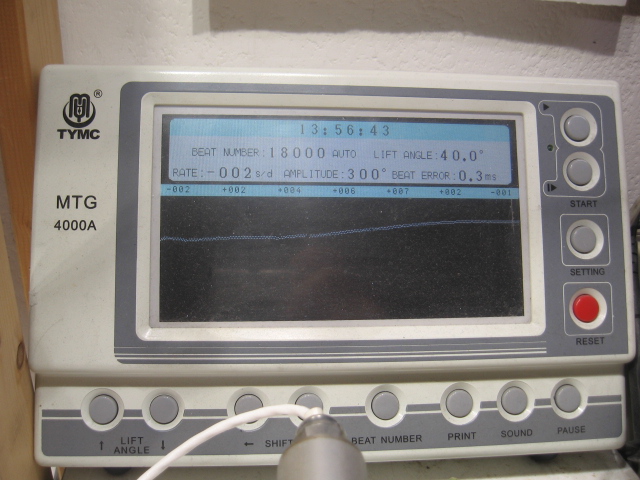 ®
TYMC
MTG
4000A
13:56:43
BEAT NUMBER:18000 AUTO LIFT ANGLE:40.0°
RATE:-002s/d AMPLITUDE:300° BEAT ERROR:0.3ms
-002 +002 +004 +006 +007 +002 -001
START
SETTING
RESET
↑ LIFT ANGLE ↓
← SHIFT
BEAT NUMBER
PRINT
SOUND
PAUSE